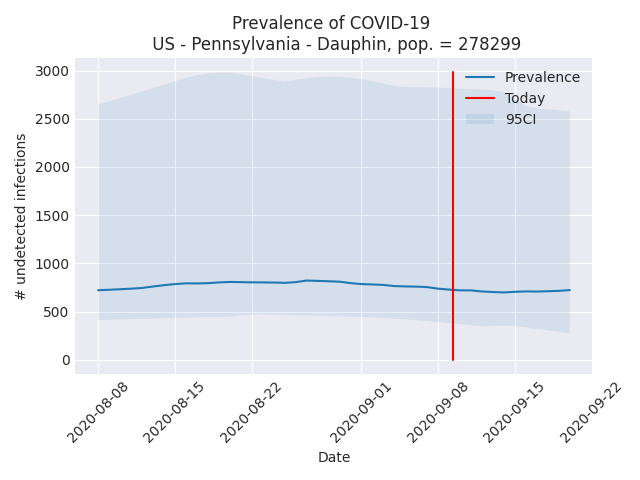 Prevalence of COVID-19
US - Pennsylvania - Dauphin, pop. = 278299
3000
2500
2000
1500
1000
500
0
# undetected infections
Prevalence
Today
95CI
2020-08-08
2020-08-15
2020-08-22
2020-09-01
2020-09-08
2020-09-15
2020-09-22
Date